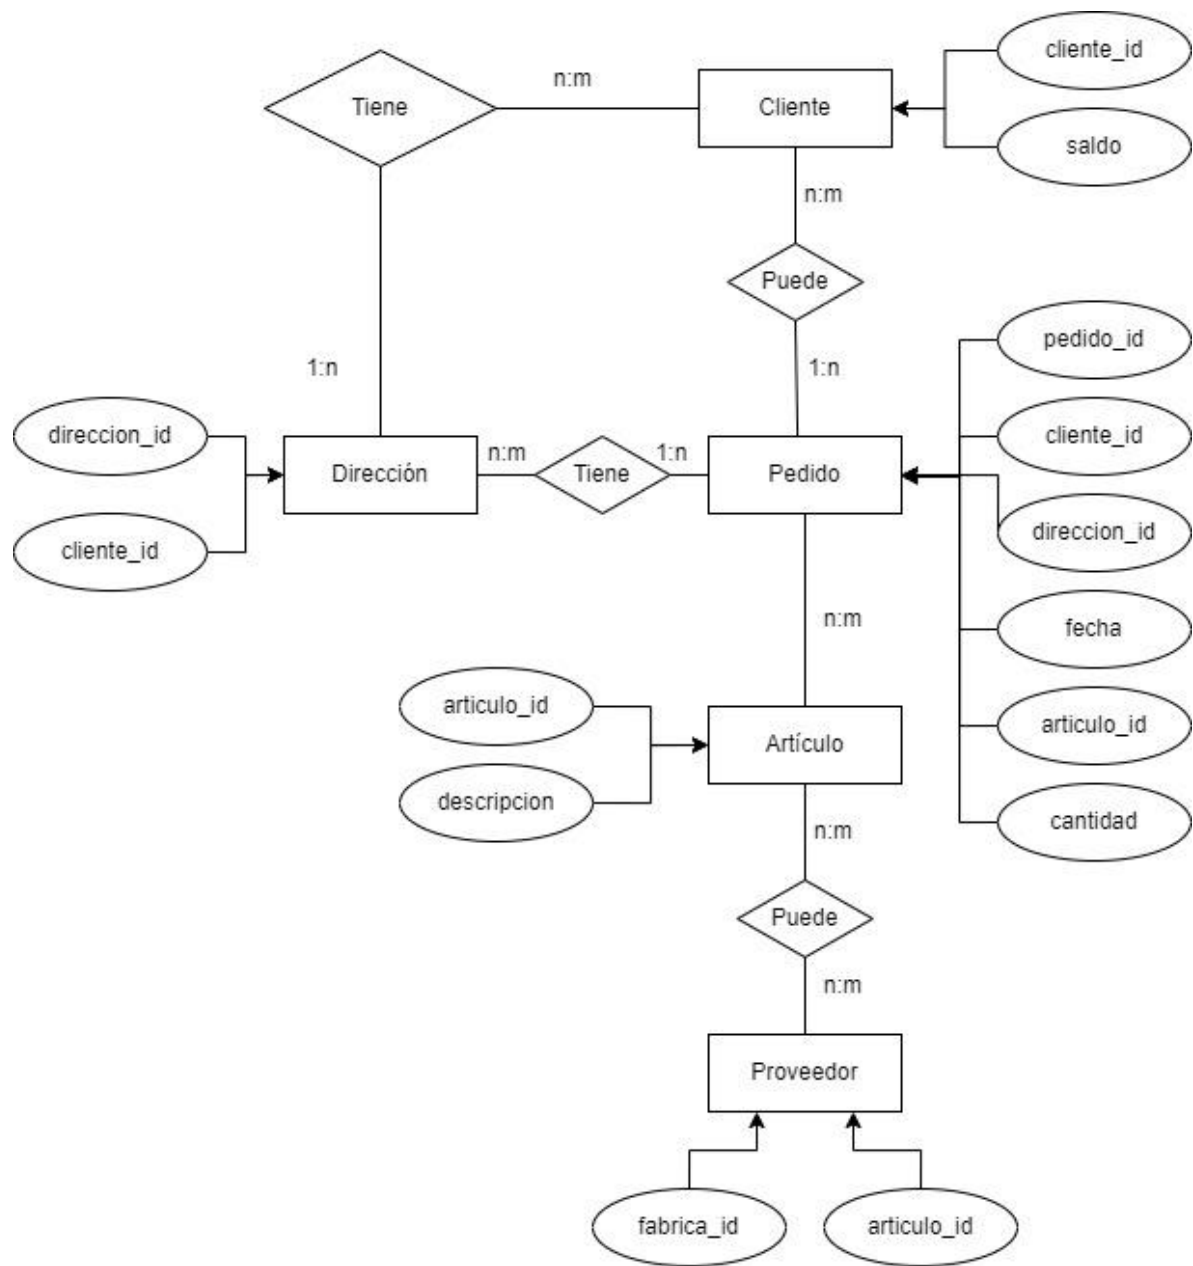 cliente_id
n:m
Tiene
Cliente
saldo
n:m
Puede
pedido_id
1:n
1:n
direccion_id
cliente_id
n:m
1:n
Dirección
Tiene
Pedido
direccion_id
cliente_id
n:m
fecha
articulo_id
articulo_id
Artículo
descripcion
cantidad
n:m
Puede
n:m
Proveedor
fabrica_id
articulo_id